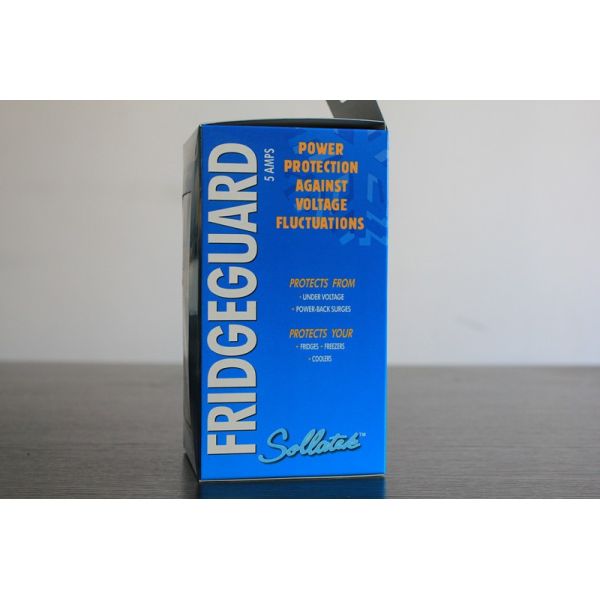 FRIDGEGUARD
5 AMPS
POWER
PROTECTION
AGAINST
VOLTAGE
FLUCTUATIONS
PROTECTS FROM
- UNDER VOLTAGE
- POWER-BACK SURGES
PROTECTS YOUR
- FRIDGES - FREEZERS
- COOLERS
Sollatek™